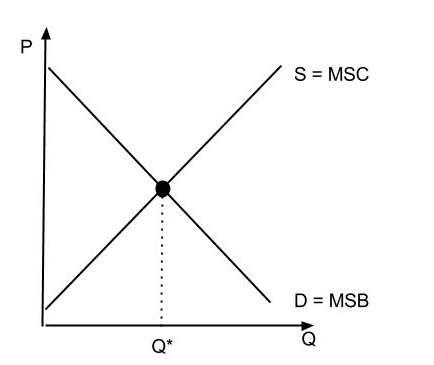 P
S = MSC
D = MSB
Q
Q*